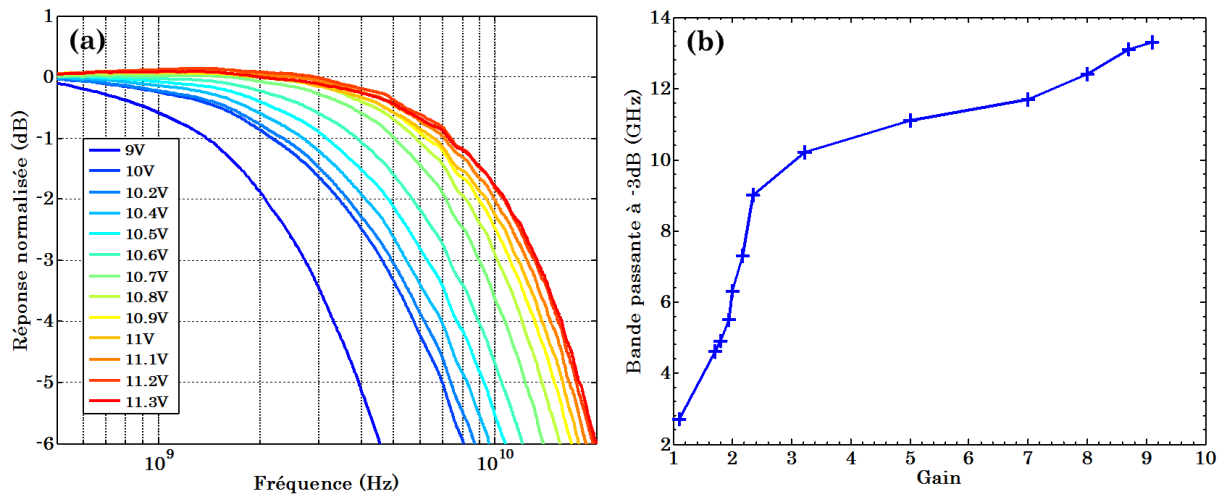 (a)
Réponse normalisée (dB)
1
0
-1
-2
-3
-4
-5
-6
9V
10V
10.2V
10.4V
10.5V
10.6V
10.7V
10.8V
10.9V
11V
11.1V
11.2V
11.3V
10⁹
10¹⁰
Fréquence (Hz)
(b)
Bande passante à -3dB (GHz)
14
12
10
8
6
4
2
1 2 3 4 5 6 7 8 9 10
Gain